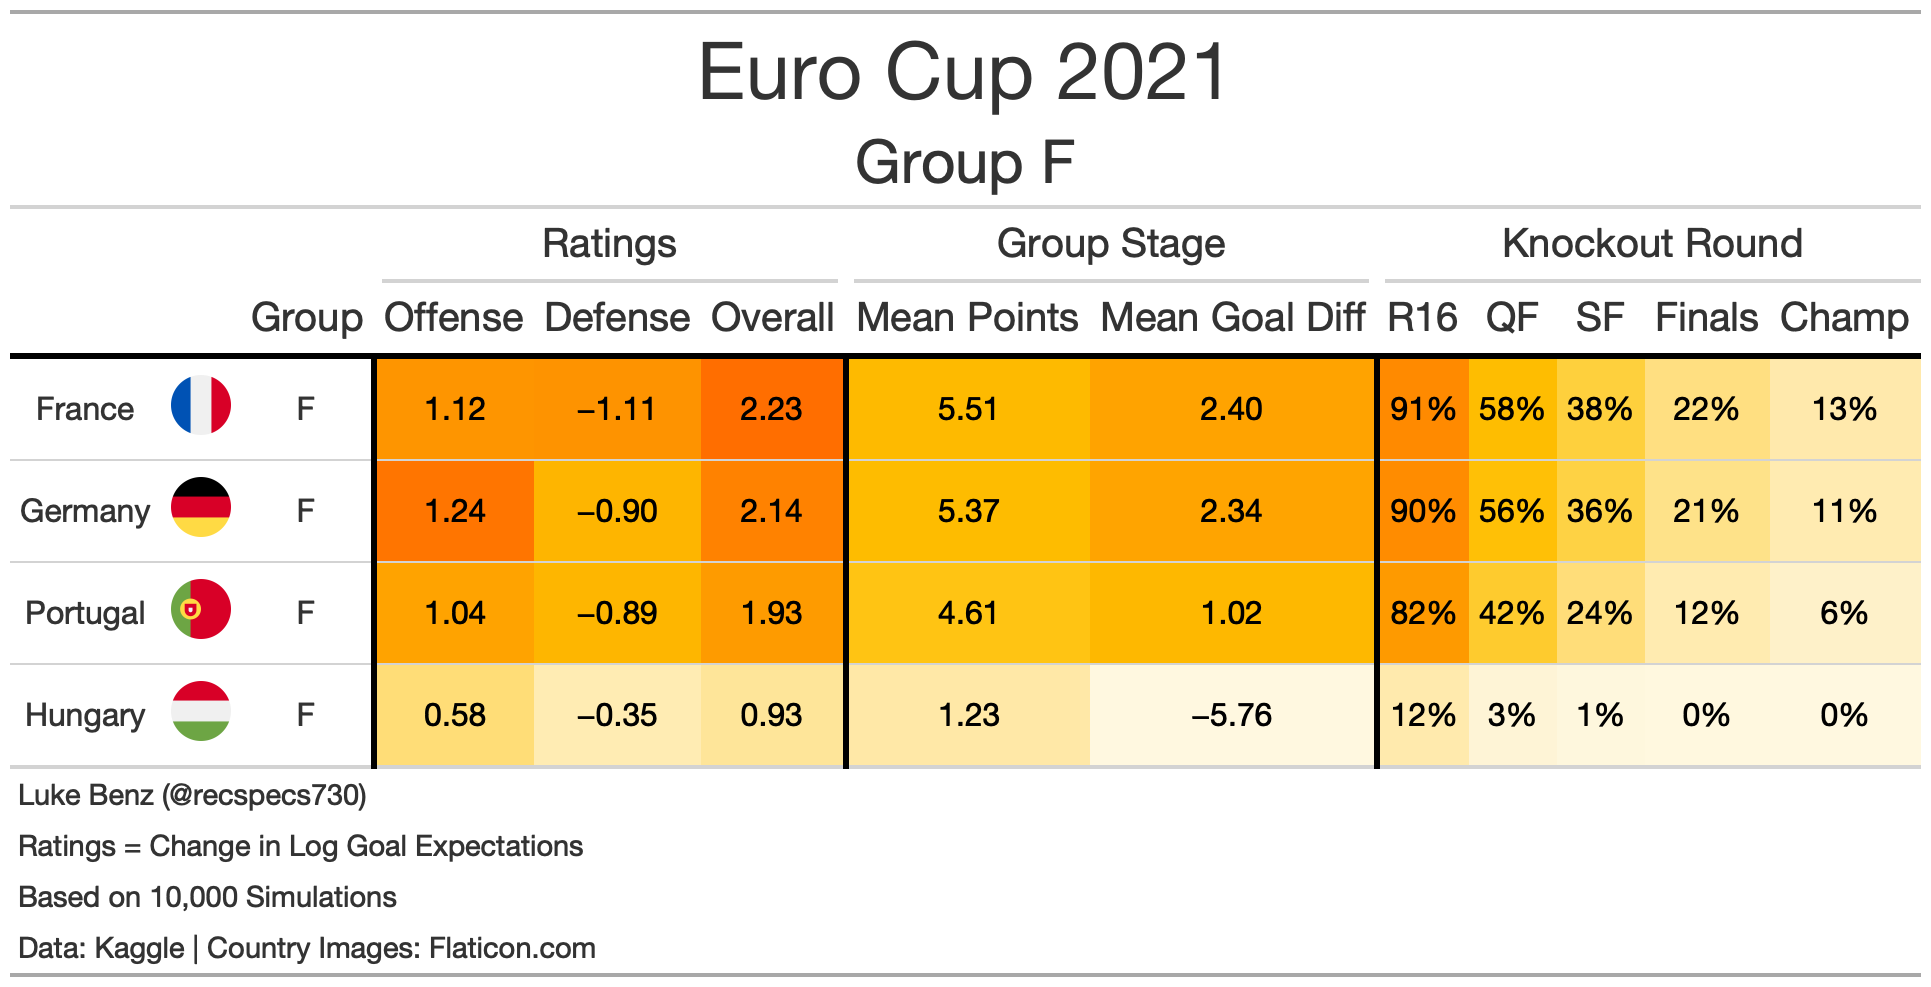 Euro Cup 2021
Group F
Ratings Group Stage Knockout Round
Group Offense Defense Overall Mean Points Mean Goal Diff R16 QF SF Finals Champ
France F 1.12 −1.11 2.23 5.51 2.40 91% 58% 38% 22% 13%
Germany F 1.24 −0.90 2.14 5.37 2.34 90% 56% 36% 21% 11%
Portugal F 1.04 −0.89 1.93 4.61 1.02 82% 42% 24% 12% 6%
Hungary F 0.58 −0.35 0.93 1.23 −5.76 12% 3% 1% 0% 0%
Luke Benz (@recspecs730)
Ratings = Change in Log Goal Expectations
Based on 10,000 Simulations
Data: Kaggle | Country Images: Flaticon.com